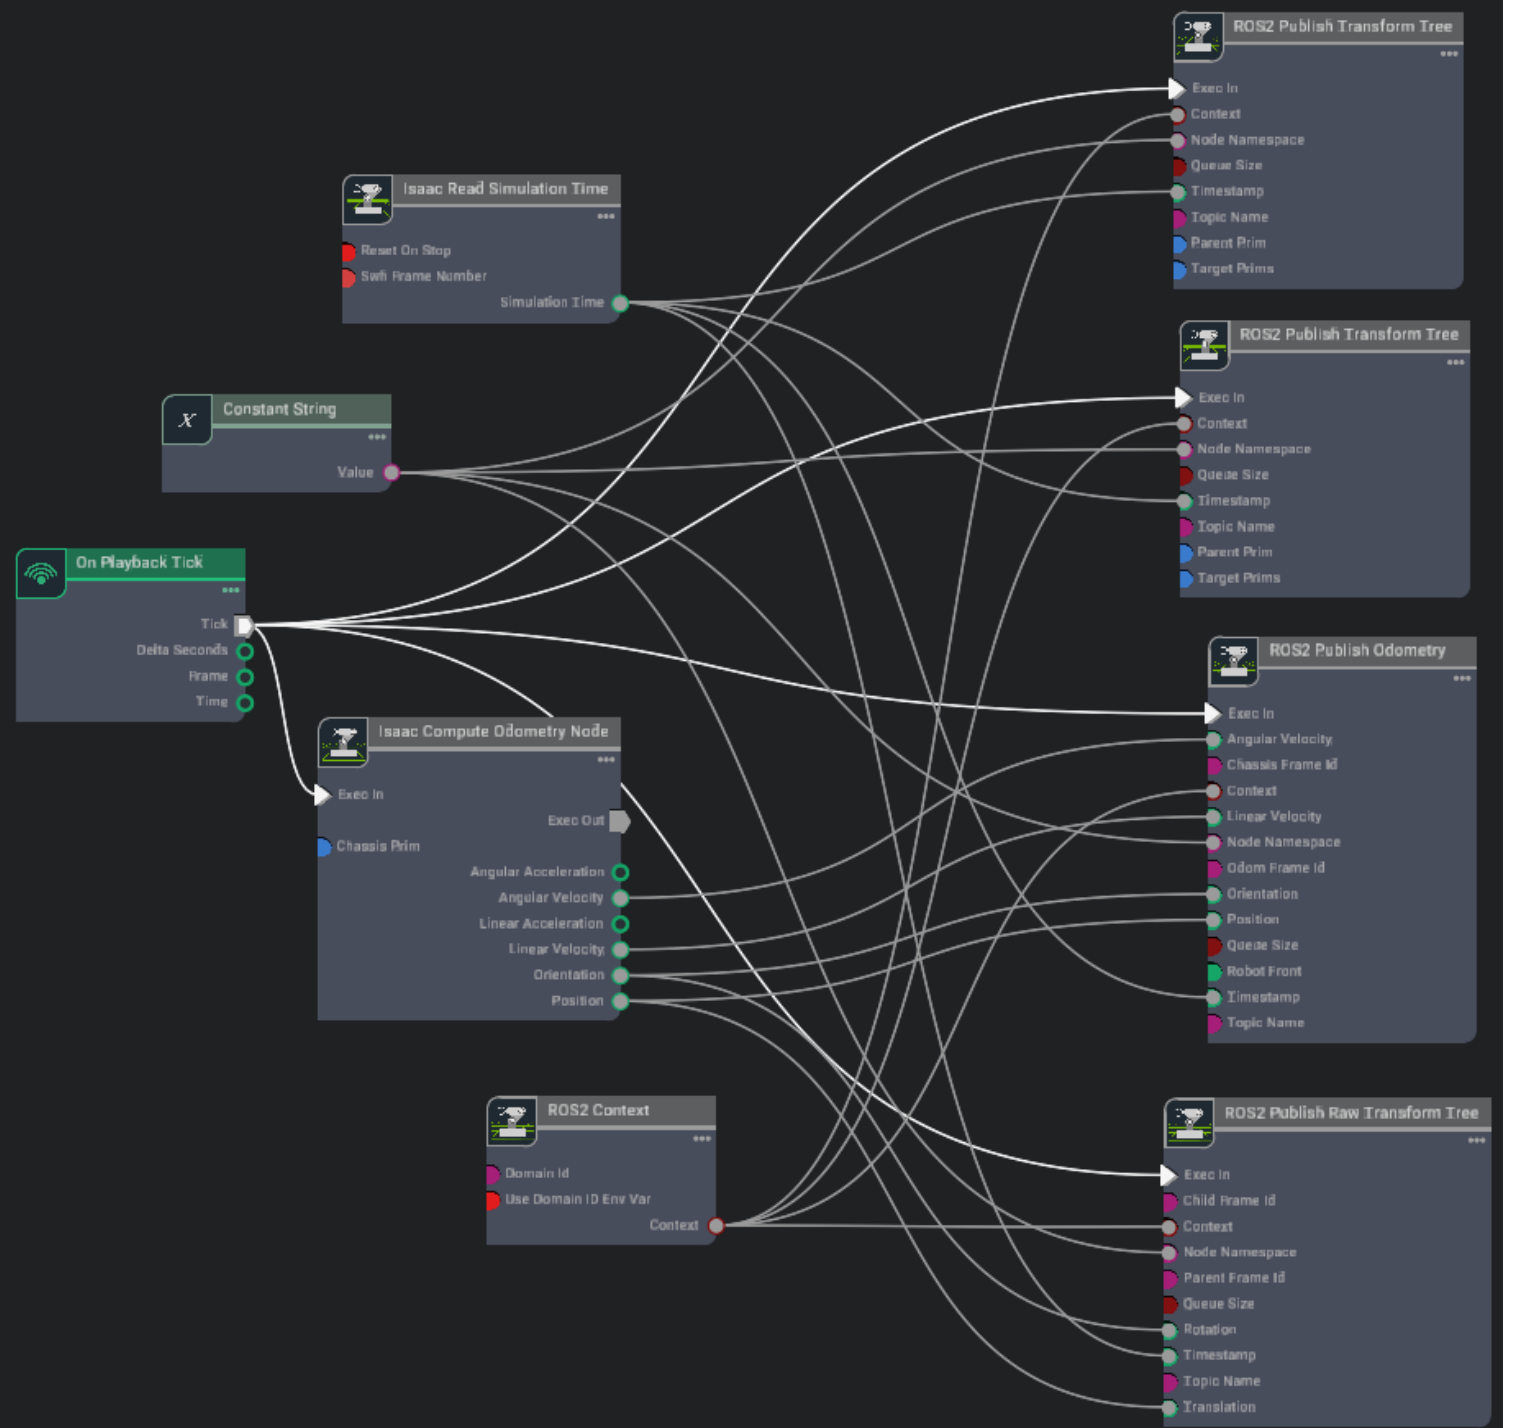 ROS2 Publish Transform Tree
Exec In
Context
Node Namespace
Queue Size
Timestamp
Topic Name
Parent Prim
Target Prims
Isaac Read Simulation Time
Reset On Stop
Swh Frame Number
Simulation Time
ROS2 Publish Transform Tree
Exec In
Context
Node Namespace
Queue Size
Timestamp
Topic Name
Parent Prim
Target Prims
x
Constant String
Value
On Playback Tick
Tick
Delta Seconds
Frame
Time
ROS2 Publish Odometry
Exec In
Angular Velocity
Chassis Frame Id
Context
Linear Velocity
Node Namespace
Odom Frame Id
Orientation
Position
Queue Size
Robot Front
Timestamp
Topic Name
Isaac Compute Odometry Node
Exec In
Exec Out
Chassis Prim
Angular Acceleration
Angular Velocity
Linear Acceleration
Linear Velocity
Orientation
Position
ROS2 Context
Domain Id
Use Domain ID Env Var
Context
ROS2 Publish Raw Transform Tree
Exec In
Child Frame Id
Context
Node Namespace
Parent Frame Id
Queue Size
Rotation
Timestamp
Topic Name
Translation